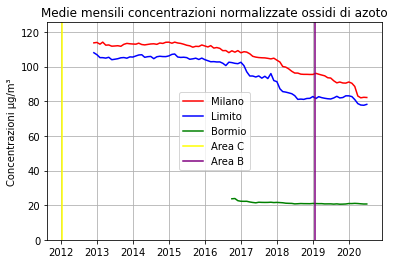 Medie mensili concentrazioni normalizzate ossidi di azoto
Concentrazioni µg/m³
120
100
80
60
40
20
0
Milano
Limito
Bormio
Area C
Area B
2012
2013
2014
2015
2016
2017
2018
2019
2020